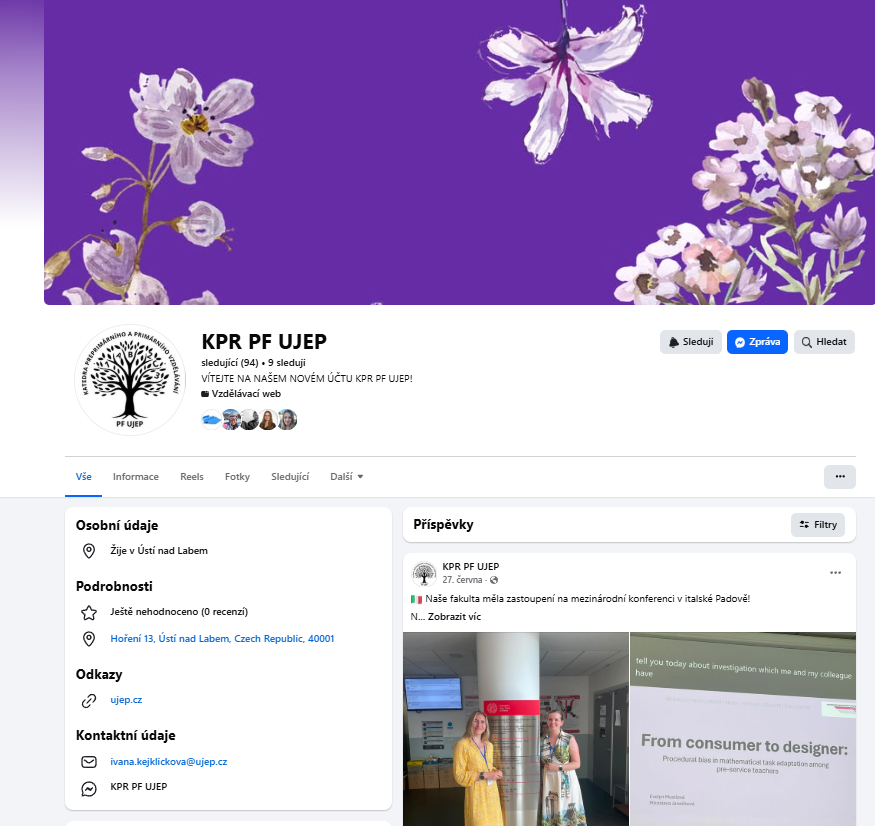 KATEDRA PREPRIMÁRNÍHO A PRIMÁRNÍHO VZDĚLÁVÁNÍ
PF UJEP
KPR PF UJEP
sledující (94) • 9 sledují
VÍTEJTE NA NAŠEM NOVÉM ÚČTU KPR PF UJEP!
Vzdělávací web
Sleduji
Zpráva
Hledat
Vše
Informace
Reels
Fotky
Sledující
Další
Osobní údaje
Žije v Ústí nad Labem
Podrobnosti
Ještě nehodnoceno (0 recenzí)
Hoření 13, Ústí nad Labem, Czech Republic, 40001
Odkazy
ujep.cz
Kontaktní údaje
ivana.kejklickova@ujep.cz
KPR PF UJEP
Příspěvky
Filtry
KPR PF UJEP
27. června ·
🇮🇹 Naše fakulta měla zastoupení na mezinárodní konferenci v italské Padově!
N... Zobrazit víc
tell you today about investigation which me and my colleague
have
From consumer to designer:
Procedural bias in mathematical task adaptation among
pre-service teachers